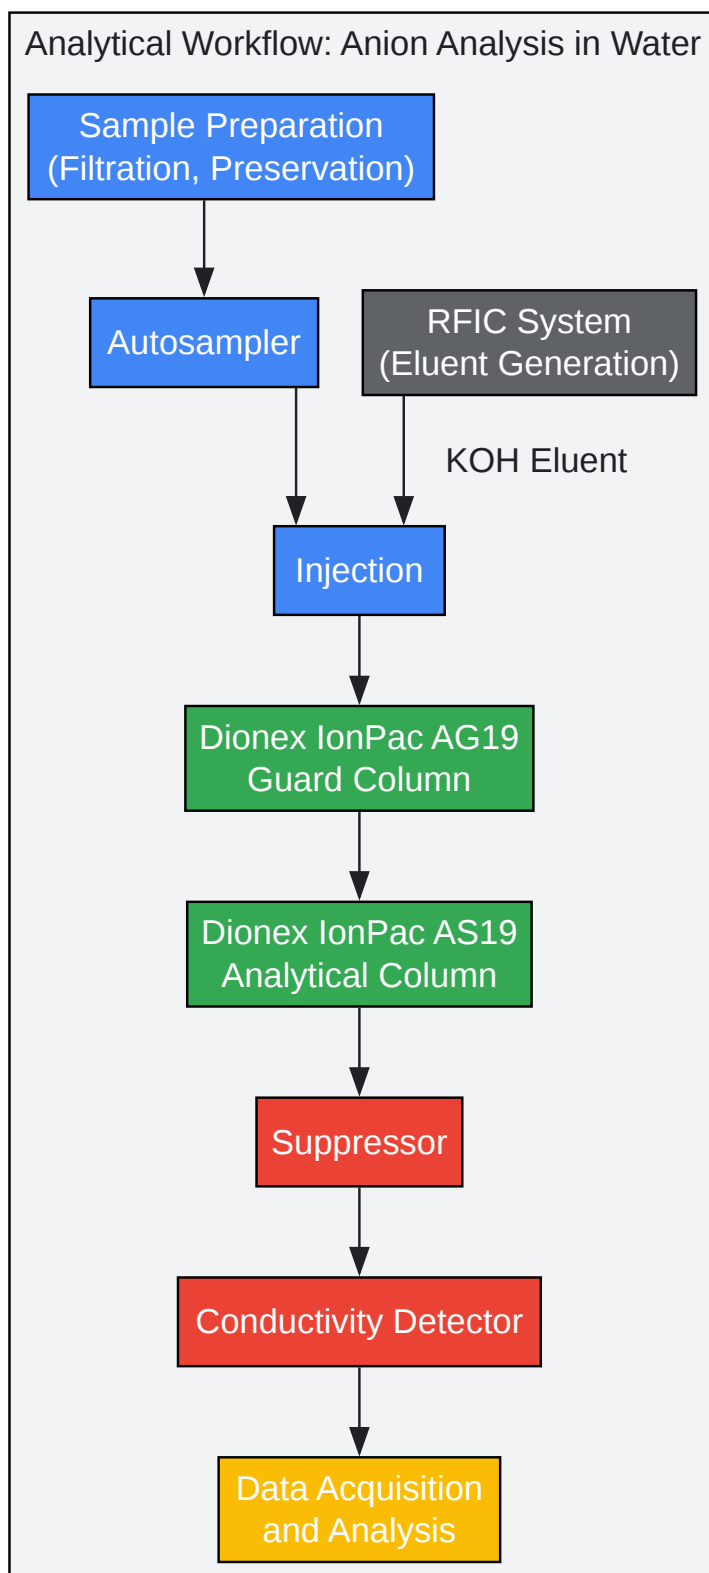 Analytical Workflow: Anion Analysis in Water
Sample Preparation
(Filtration, Preservation)
Autosampler
RFIC System
(Eluent Generation)
KOH Eluent
Injection
Dionex IonPac AG19
Guard Column
Dionex IonPac AS19
Analytical Column
Suppressor
Conductivity Detector
Data Acquisition
and Analysis